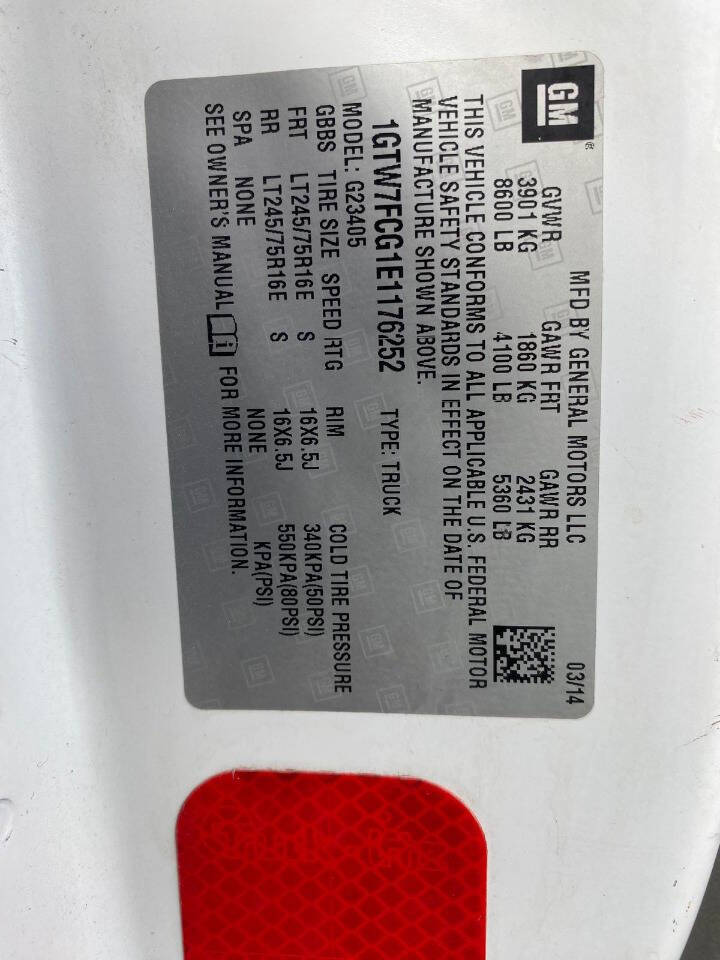 GM ®
MFD BY GENERAL MOTORS LLC 03/14
GVWR GAWR FRT GAWR RR
3901 KG 1860 KG 2431 KG
8600 LB 4100 LB 5360 LB
THIS VEHICLE CONFORMS TO ALL APPLICABLE U.S. FEDERAL MOTOR
VEHICLE SAFETY STANDARDS IN EFFECT ON THE DATE OF
MANUFACTURE SHOWN ABOVE.
1GTW7FCG1E1176252 TYPE: TRUCK
MODEL: G23405
GBBS TIRE SIZE SPEED RTG RIM COLD TIRE PRESSURE
FRT LT245/75R16E S 16X6.5J 340KPA(50PSI)
RR LT245/75R16E S 16X6.5J 550KPA(80PSI)
SPA NONE NONE KPA(PSI)
SEE OWNER'S MANUAL FOR MORE INFORMATION.